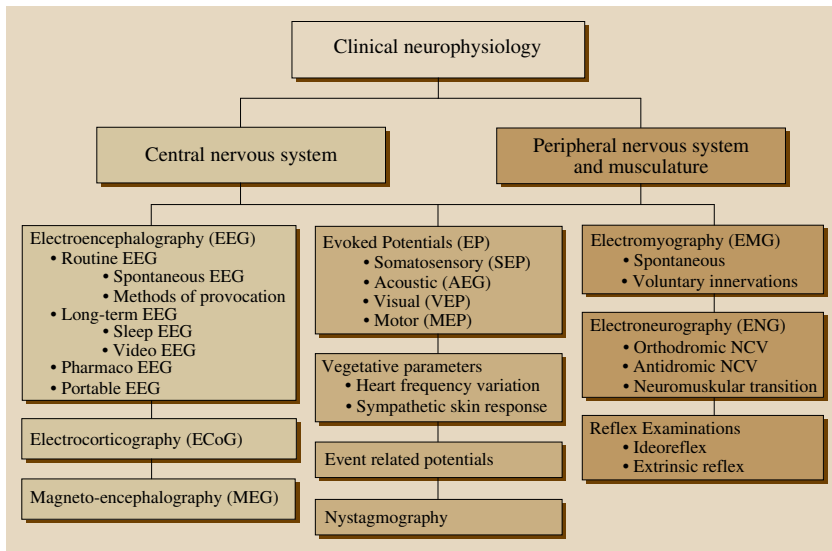 Clinical neurophysiology
Central nervous system
Peripheral nervous system
and musculature
Electroencephalography (EEG)
• Routine EEG
• Spontaneous EEG
• Methods of provocation
• Long-term EEG
• Sleep EEG
• Video EEG
• Pharmaco EEG
• Portable EEG
Electrocorticography (ECoG)
Magneto-encephalography (MEG)
Evoked Potentials (EP)
• Somatosensory (SEP)
• Acoustic (AEG)
• Visual (VEP)
• Motor (MEP)
Vegetative parameters
• Heart frequency variation
• Sympathetic skin response
Event related potentials
Nystagmography
Electromyography (EMG)
• Spontaneous
• Voluntary innervations
Electroneurography (ENG)
• Orthodromic NCV
• Antidromic NCV
• Neuromuskular transition
Reflex Examinations
• Ideoreflex
• Extrinsic reflex